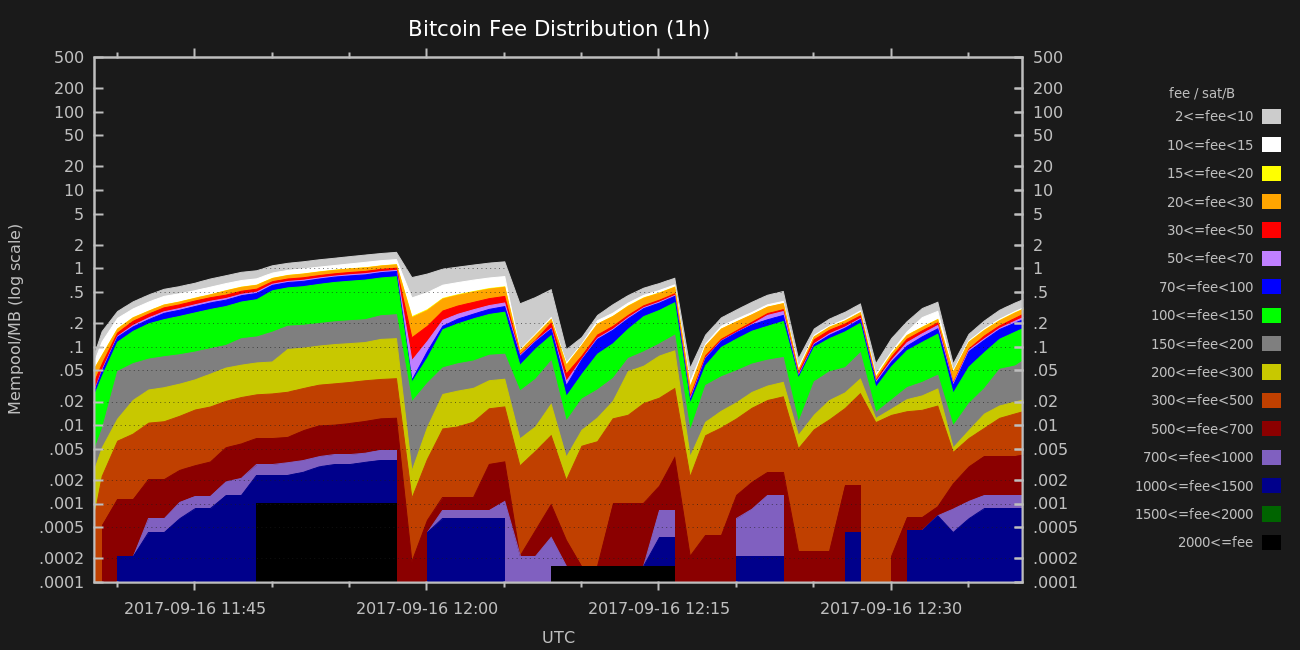 Bitcoin Fee Distribution (1h)
500 500
200 200
100 100
50 50
20 20
10 10
5 5
2 2
1 1
.5 .5
.2 .2
.1 .1
.05 .05
.02 .02
.01 .01
.005 .005
.002 .002
.001 .001
.0005 .0005
.0002 .0002
.0001 .0001
Mempool/MB (log scale)
2017-09-16 11:45 2017-09-16 12:00 2017-09-16 12:15 2017-09-16 12:30
UTC
fee / sat/B
2<=fee<10
10<=fee<15
15<=fee<20
20<=fee<30
30<=fee<50
50<=fee<70
70<=fee<100
100<=fee<150
150<=fee<200
200<=fee<300
300<=fee<500
500<=fee<700
700<=fee<1000
1000<=fee<1500
1500<=fee<2000
2000<=fee